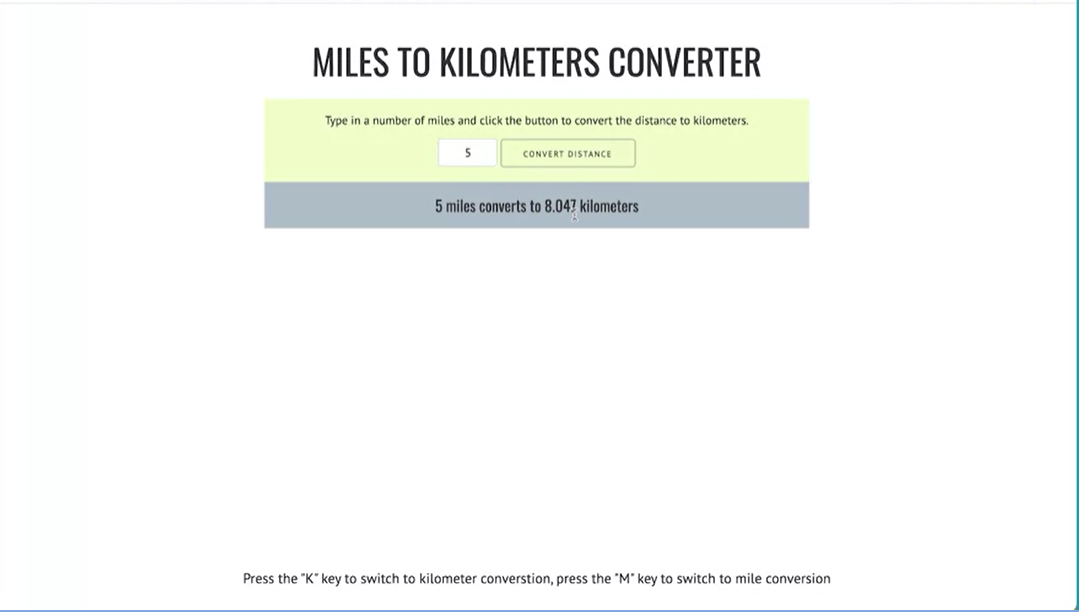 MILES TO KILOMETERS CONVERTER
Type in a number of miles and click the button to convert the distance to kilometers.
5 CONVERT DISTANCE
5 miles converts to 8.047 kilometers
Press the "K" key to switch to kilometer converstion, press the "M" key to switch to mile conversion